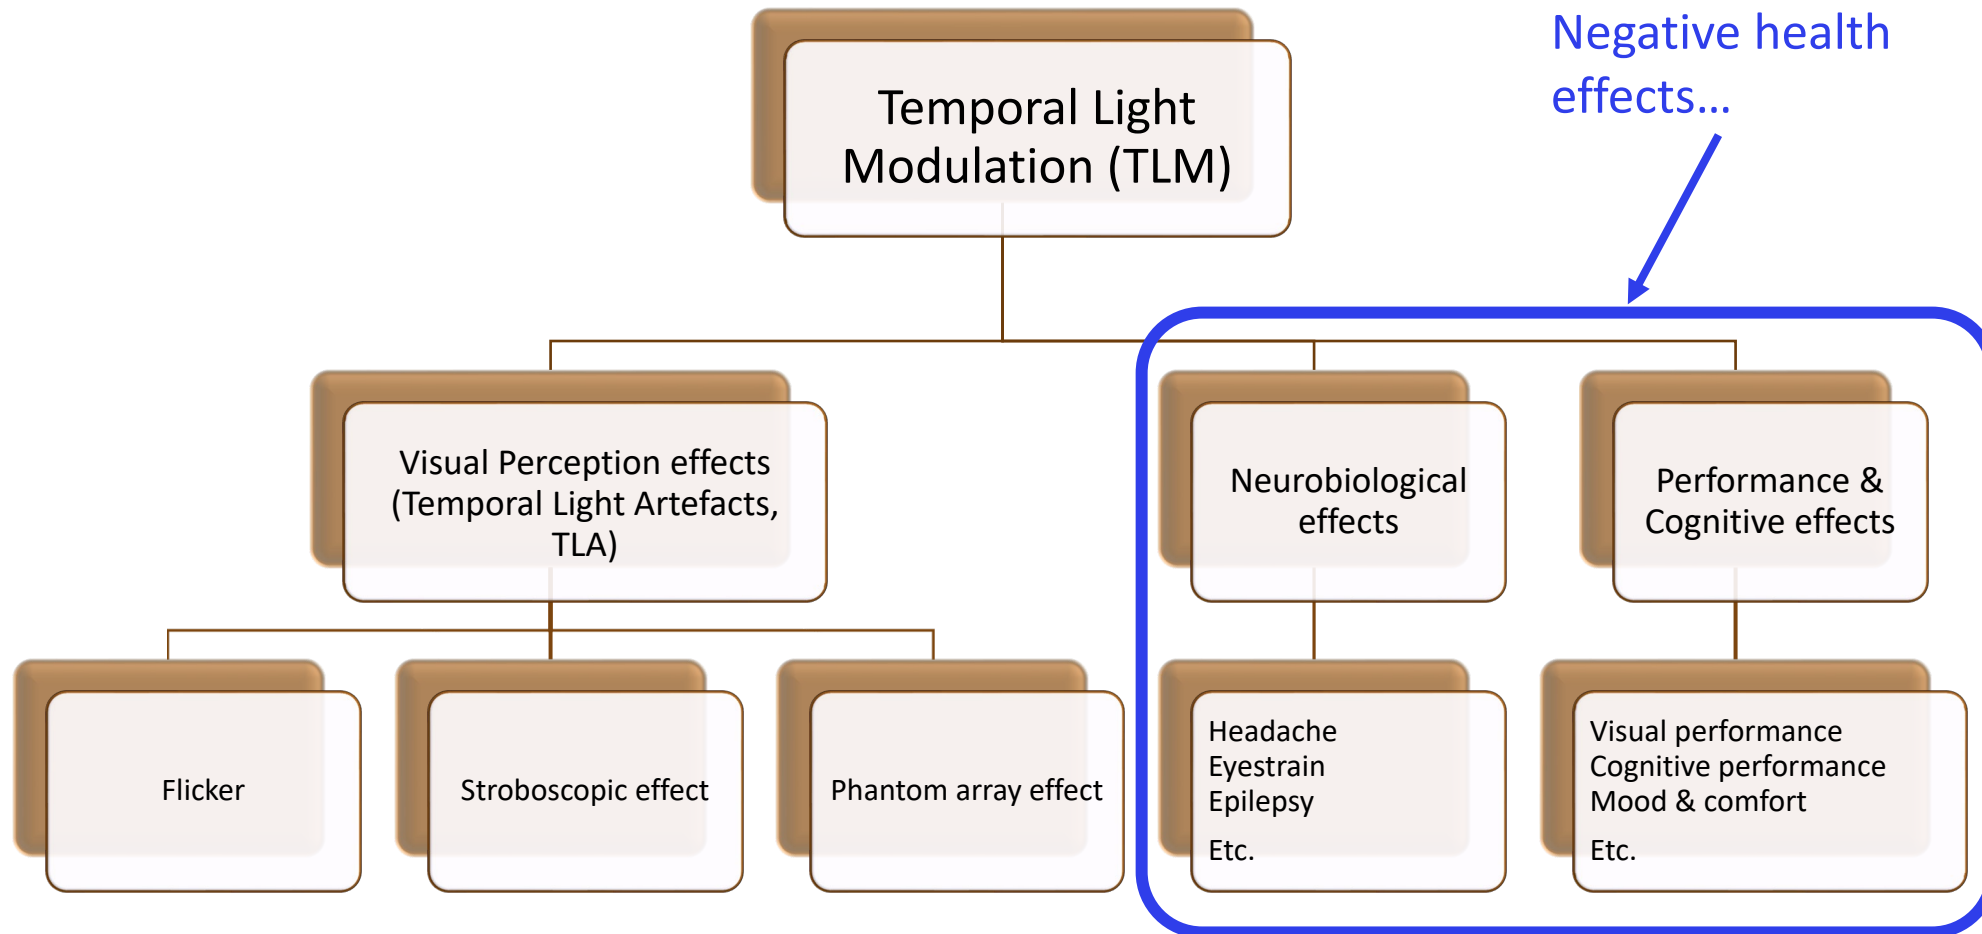 Negative health
effects...
Temporal Light
Modulation (TLM)
Visual Perception effects
(Temporal Light Artefacts,
TLA)
Neurobiological
effects
Performance &
Cognitive effects
Flicker
Stroboscopic effect
Phantom array effect
Headache
Eyestrain
Epilepsy
Etc.
Visual performance
Cognitive performance
Mood & comfort
Etc.